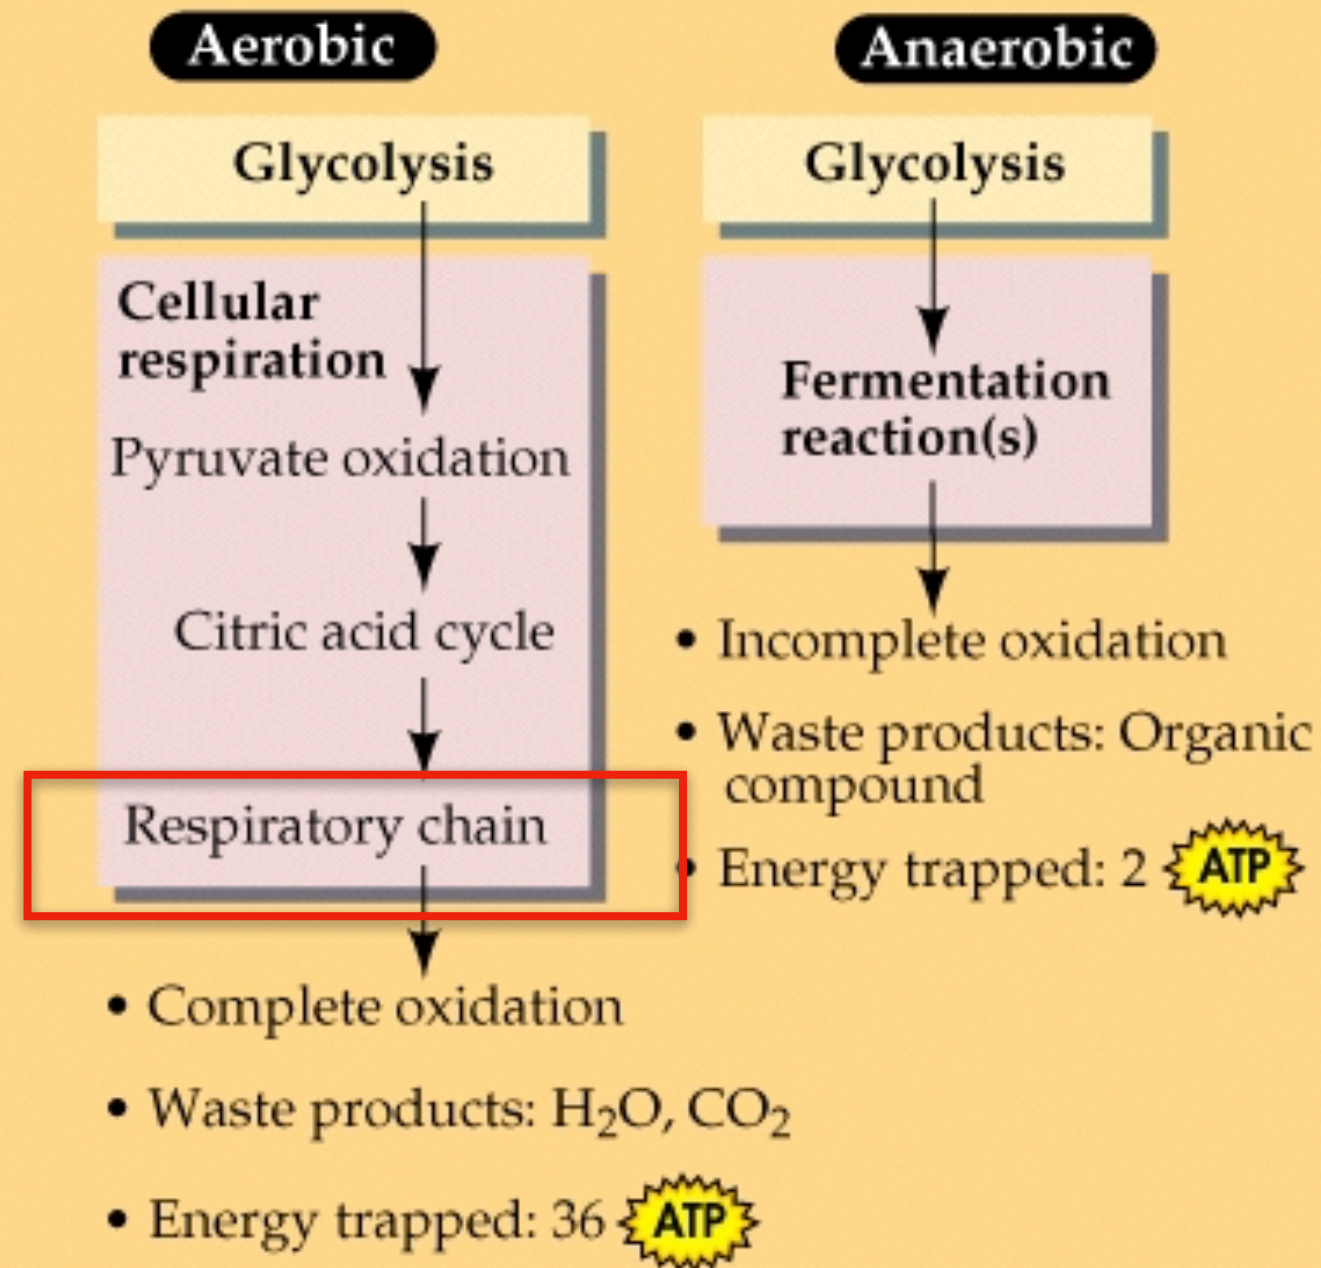 Aerobic
Glycolysis
Cellular
respiration
Pyruvate oxidation
Citric acid cycle
Respiratory chain
• Complete oxidation
• Waste products: H₂O, CO₂
• Energy trapped: 36 ATP
Anaerobic
Glycolysis
Fermentation
reaction(s)
• Incomplete oxidation
• Waste products: Organic
compound
• Energy trapped: 2 ATP